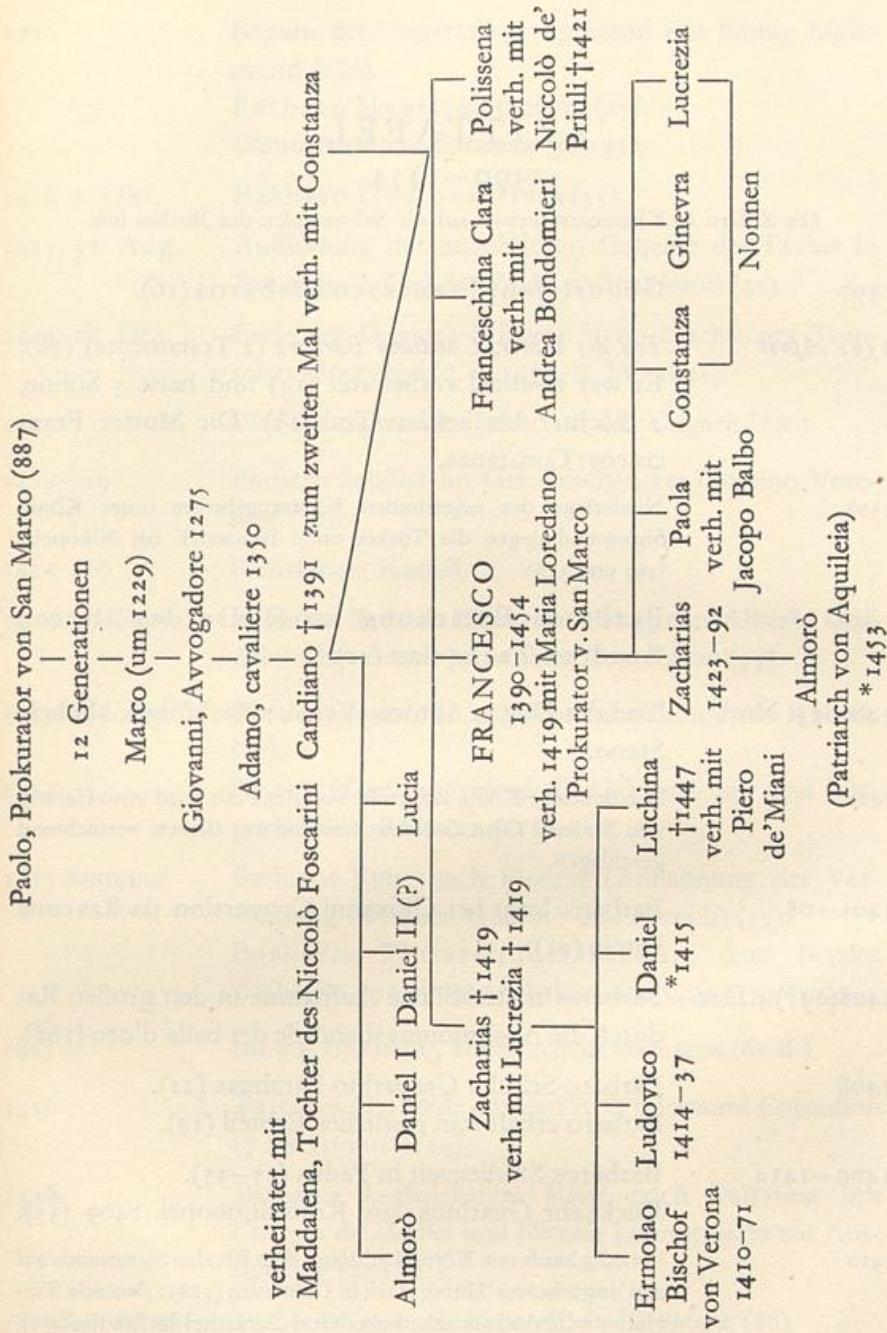 Paolo, Prokurator von San Marco (887)
12 Generationen
Marco (um 1229)
Giovanni, Avvogadore 1275
Adamo, cavaliere 1350
verheiratet mit
Maddalena, Tochter des Niccolo Foscarini Candiano † 1391 zum zweiten Mal verh. mit Constanza
Almorò Daniel I Daniel II (?) Lucia
Zacharias † 1419
verh. mit Lucrezia † 1419
FRANCESCO
1390–1454
verh. 1419 mit Maria Loredano
Prokurator v. San Marco
Franceschina Clara
verh. mit
Andrea Bondomieri
Polissena
verh. mit
Niccolò de'
Priuli †1421
Ermolao
Bischof
von Verona
1410-71
Ludovico
1414-37
Daniel
*1415
Luchina
†1447
verh. mit
Piero
de'Miani
Zacharias
1423–92
Almorò
(Patriarch von Aquileia)
*1453
Paola
verh. mit
Jacopo Balbo
Constanza Ginevra Lucrezia
Nonnen